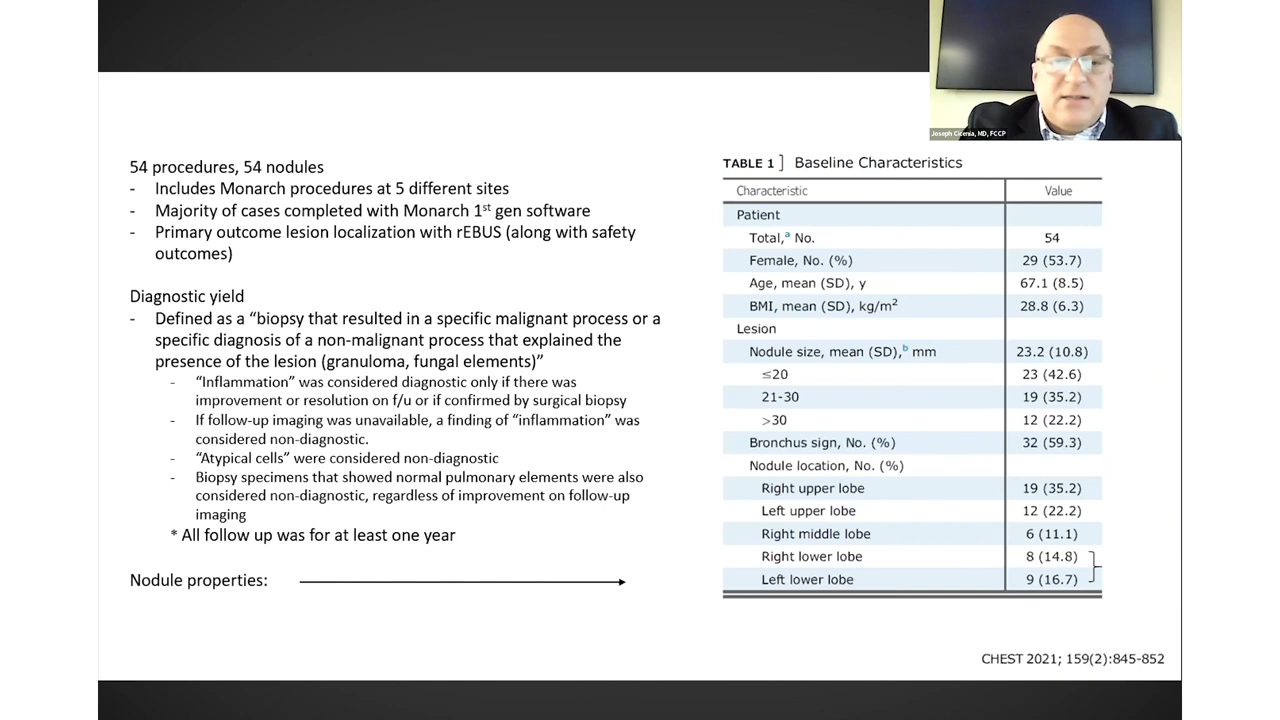 Joseph Cicenia, MD, FCCP
54 procedures, 54 nodules
- Includes Monarch procedures at 5 different sites
- Majority of cases completed with Monarch 1st gen software
- Primary outcome lesion localization with rEBUS (along with safety
outcomes)
Diagnostic yield
- Defined as a “biopsy that resulted in a specific malignant process or a
specific diagnosis of a non-malignant process that explained the
presence of the lesion (granuloma, fungal elements)”
- “Inflammation” was considered diagnostic only if there was
improvement or resolution on f/u or if confirmed by surgical biopsy
- If follow-up imaging was unavailable, a finding of “inflammation” was
considered non-diagnostic.
- “Atypical cells” were considered non-diagnostic
- Biopsy specimens that showed normal pulmonary elements were also
considered non-diagnostic, regardless of improvement on follow-up
imaging
* All follow up was for at least one year
Nodule properties:
TABLE 1 ] Baseline Characteristics
Characteristic Value
Patient
Total,a No. 54
Female, No. (%) 29 (53.7)
Age, mean (SD), y 67.1 (8.5)
BMI, mean (SD), kg/m2 28.8 (6.3)
Lesion
Nodule size, mean (SD),b mm 23.2 (10.8)
≤20 23 (42.6)
21-30 19 (35.2)
>30 12 (22.2)
Bronchus sign, No. (%) 32 (59.3)
Nodule location, No. (%)
Right upper lobe 19 (35.2)
Left upper lobe 12 (22.2)
Right middle lobe 6 (11.1)
Right lower lobe 8 (14.8)
Left lower lobe 9 (16.7)
CHEST 2021; 159(2):845-852